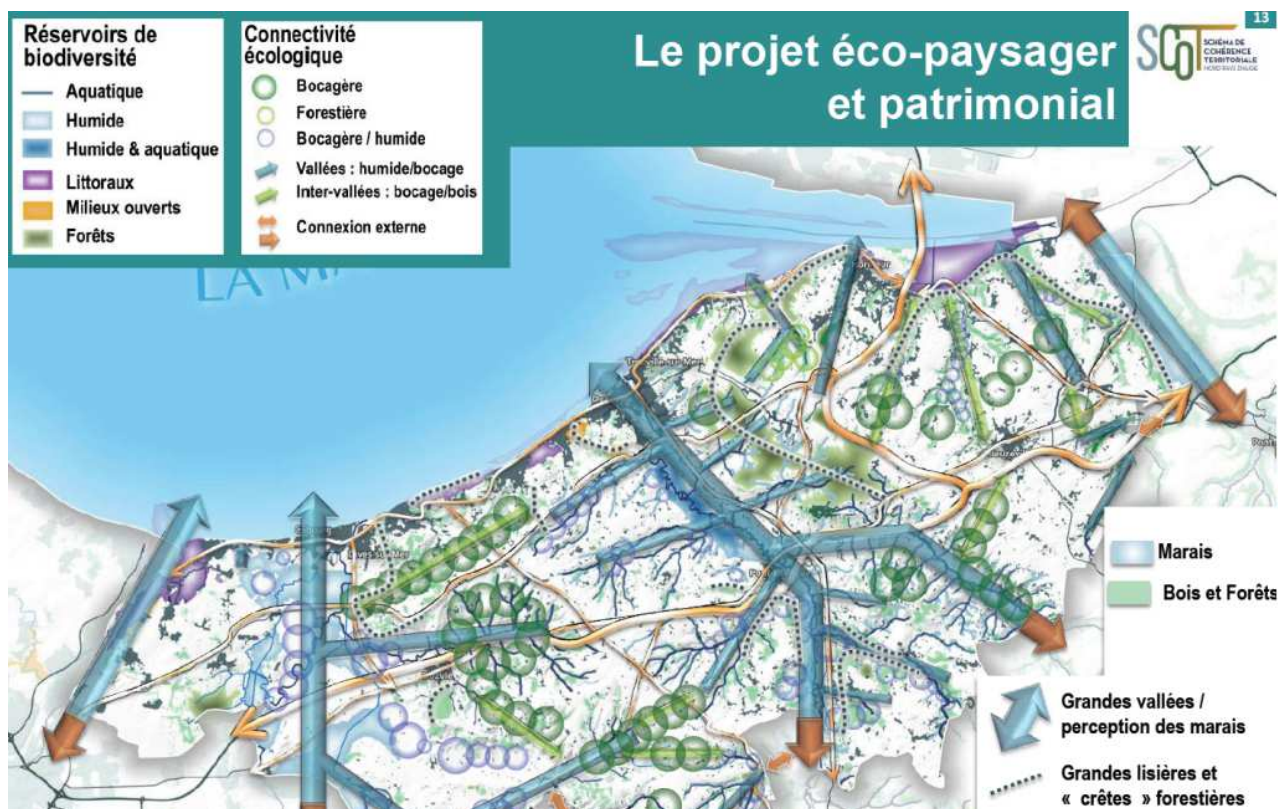 Réservoirs de
biodiversité
Aquatique
Humide
Humide & aquatique
Littoraux
Milieux ouverts
Forêts
Connectivité
écologique
Bocagère
Forestière
Bocagère / humide
Vallées : humide/bocage
Inter-vallées : bocage/bois
Connexion externe
Le projet éco-paysager
et patrimonial
13
SCOT
SCHÉMA DE
COHÉRENCE
TERRITORIALE
LA MA
Marais
Bois et Forêts
Grandes vallées /
perception des marais
Grandes lisières et
« crêtes » forestières